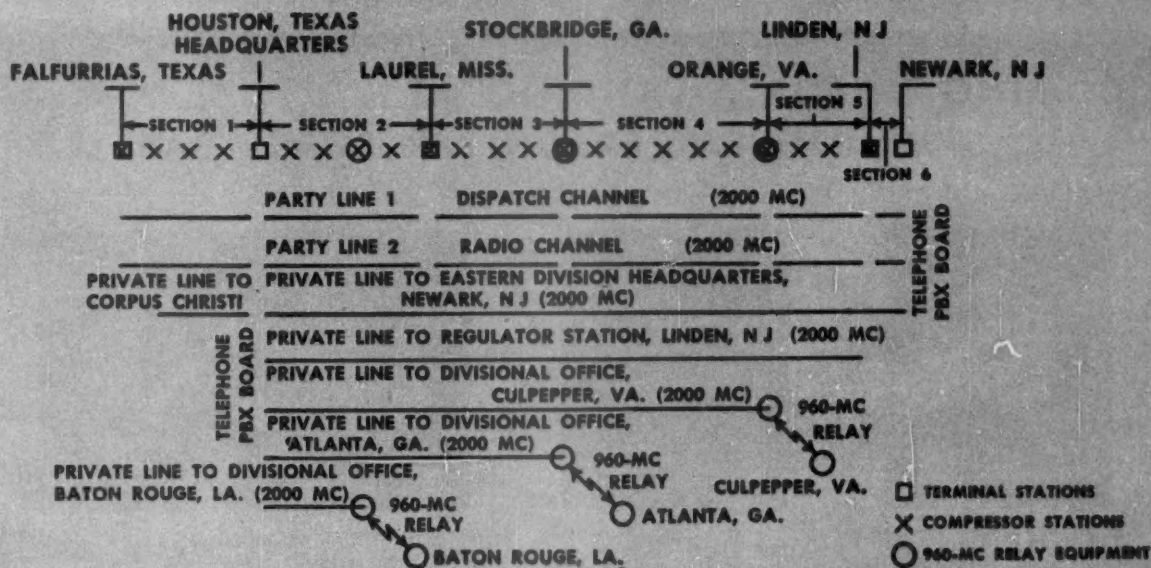 HOUSTON, TEXAS
HEADQUARTERS
STOCKBRIDGE, GA.
LINDEN, N J
FALFURRIAS, TEXAS
LAUREL, MISS.
ORANGE, VA.
NEWARK, N J
SECTION 1
SECTION 2
SECTION 3
SECTION 4
SECTION 5
SECTION 6
PARTY LINE 1 DISPATCH CHANNEL (2000 MC)
PARTY LINE 2 RADIO CHANNEL (2000 MC)
TELEPHONE
PBX BOARD
PRIVATE LINE TO
CORPUS CHRISTI
PRIVATE LINE TO EASTERN DIVISION HEADQUARTERS,
NEWARK, N J (2000 MC)
TELEPHONE
PBX BOARD
PRIVATE LINE TO REGULATOR STATION, LINDEN, N J (2000 MC)
PRIVATE LINE TO DIVISIONAL OFFICE,
CULPEPPER, VA. (2000 MC)
960-MC
RELAY
CULPEPPER, VA.
PRIVATE LINE TO DIVISIONAL OFFICE,
ATLANTA, GA. (2000 MC)
960-MC
RELAY
ATLANTA, GA.
PRIVATE LINE TO DIVISIONAL OFFICE,
BATON ROUGE, LA. (2000 MC)
960-MC
RELAY
BATON ROUGE, LA.
TERMINAL STATIONS
COMPRESSOR STATIONS
960-MC RELAY EQUIPMENT